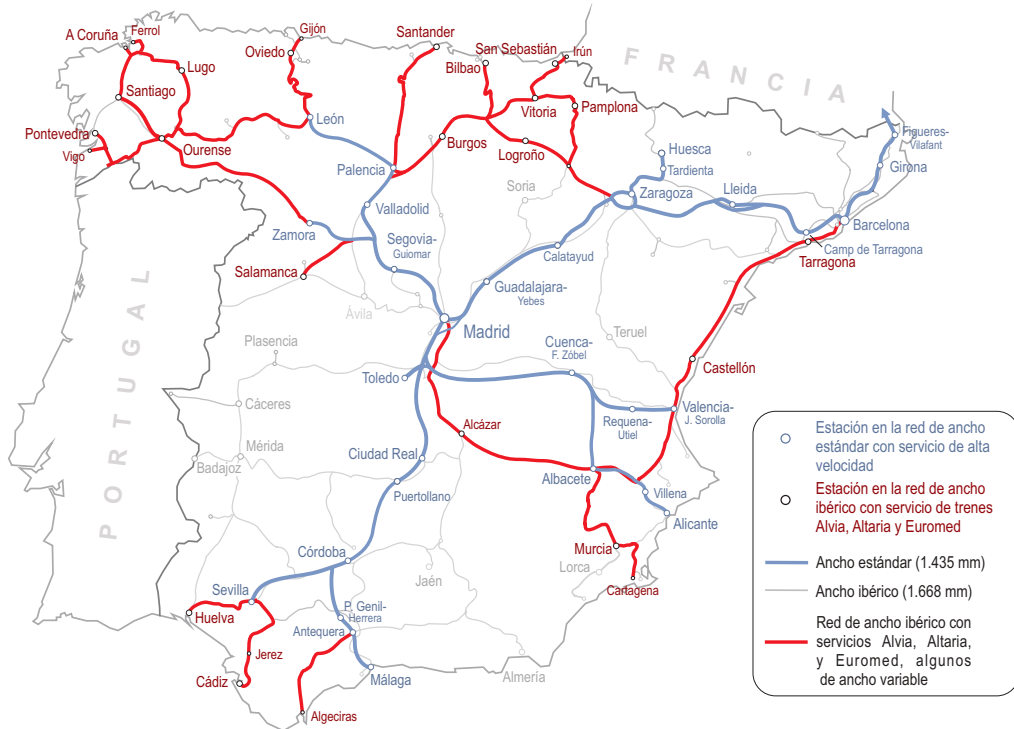 A Coruña
Ferrol
Gijón
Oviedo
Santander
San Sebastián
Irún
Bilbao
FRANCIA
Lugo
Santiago
Vitoria
Pamplona
León
Pontevedra
Vigo
Ourense
Palencia
Burgos
Logroño
Huesca
Tardienta
Figueres-
Vilafant
Girona
Soria
Zaragoza
Lleida
Valladolid
Zamora
Segovia-
Guiomar
Calatayud
Barcelona
Camp de Tarragona
Tarragona
Salamanca
Guadalajara-
Yebes
Ávila
Madrid
Teruel
PORTUGAL
Plasencia
Cuenca-
F. Zóbel
Castellón
Toledo
Cáceres
Requena-
Utiel
Valencia-
J. Sorolla
Alcázar
Mérida
Badajoz
Ciudad Real
Albacete
Puertollano
Villena
Alicante
Murcia
Córdoba
Lorca
Jaén
Cartagena
Sevilla
Huelva
P. Genil-
Herrera
Antequera
Jerez
Cádiz
Málaga
Almería
Algeciras
Estación en la red de ancho
estándar con servicio de alta
velocidad
Estación en la red de ancho
ibérico con servicio de trenes
Alvia, Altaria y Euromed
Ancho estándar (1.435 mm)
Ancho ibérico (1.668 mm)
Red de ancho ibérico con
servicios Alvia, Altaria,
y Euromed, algunos
de ancho variable